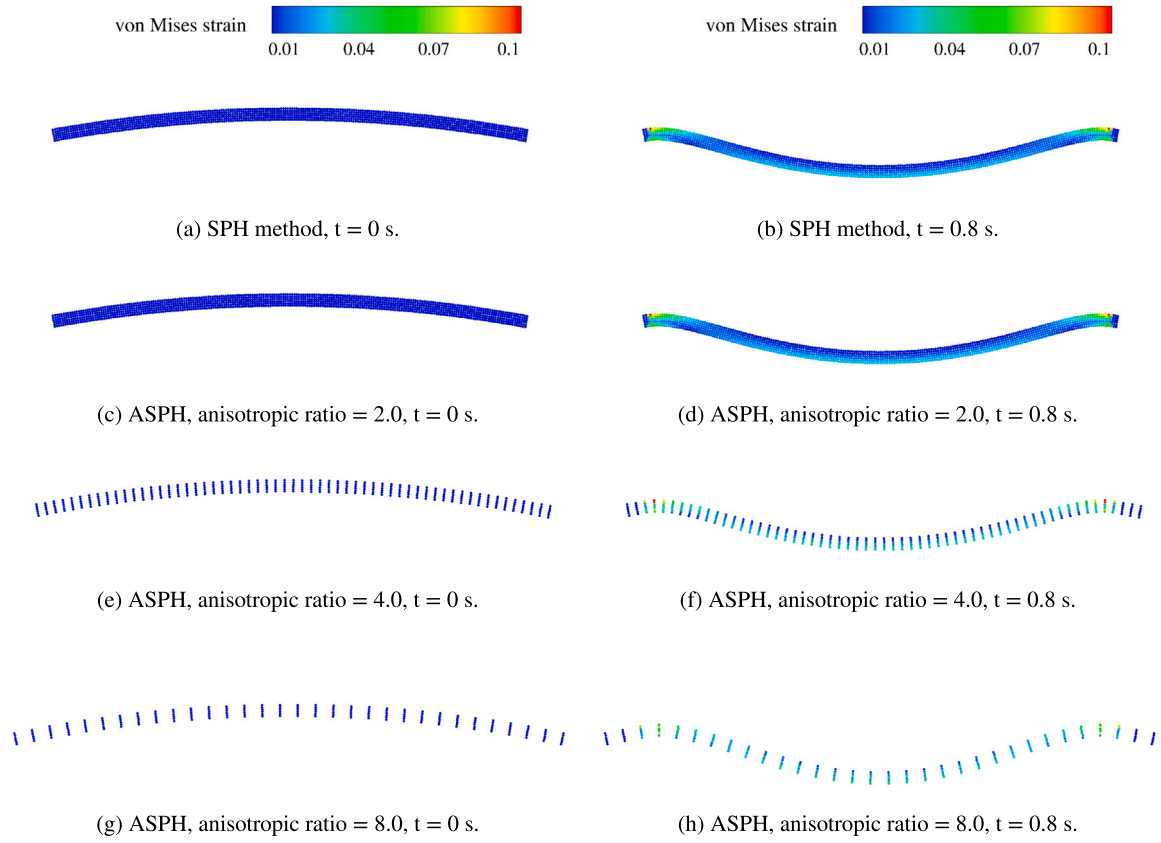 von Mises strain
0.01 0.04 0.07 0.1
von Mises strain
0.01 0.04 0.07 0.1
(a) SPH method, t = 0 s.
(b) SPH method, t = 0.8 s.
(c) ASPH, anisotropic ratio = 2.0, t = 0 s.
(d) ASPH, anisotropic ratio = 2.0, t = 0.8 s.
(e) ASPH, anisotropic ratio = 4.0, t = 0 s.
(f) ASPH, anisotropic ratio = 4.0, t = 0.8 s.
(g) ASPH, anisotropic ratio = 8.0, t = 0 s.
(h) ASPH, anisotropic ratio = 8.0, t = 0.8 s.